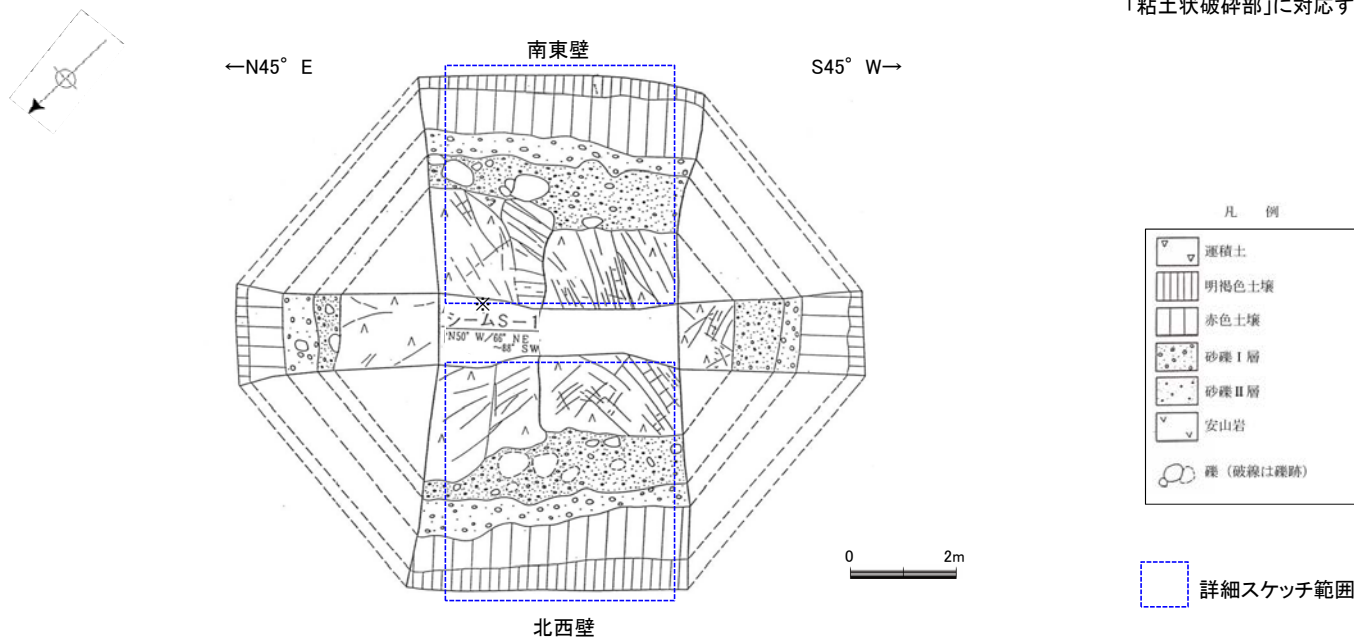 「粘土状破砕部」に対応す
南東壁
←N45° E
S45° W→
※
シームS-1
N50° W/66° NE
~88° SW
北西壁
0 2m
凡 例
運積土
明褐色土壌
赤色土壌
砂礫Ⅰ層
砂礫Ⅱ層
安山岩
礫(破線は礫跡)
詳細スケッチ範囲